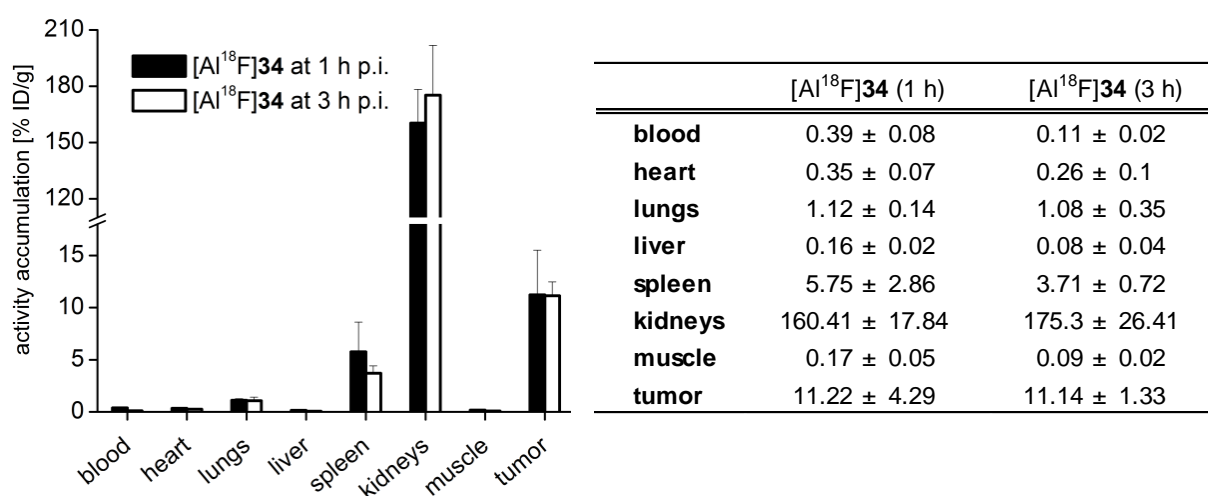 210
180
150
120
15
10
5
0
activity accumulation [% ID/g]
[Al¹⁸F]34 at 1 h p.i.
[Al¹⁸F]34 at 3 h p.i.
blood heart lungs liver spleen kidneys muscle tumor
[Al¹⁸F]34 (1 h) [Al¹⁸F]34 (3 h)
blood 0.39 ± 0.08 0.11 ± 0.02
heart 0.35 ± 0.07 0.26 ± 0.1
lungs 1.12 ± 0.14 1.08 ± 0.35
liver 0.16 ± 0.02 0.08 ± 0.04
spleen 5.75 ± 2.86 3.71 ± 0.72
kidneys 160.41 ± 17.84 175.3 ± 26.41
muscle 0.17 ± 0.05 0.09 ± 0.02
tumor 11.22 ± 4.29 11.14 ± 1.33